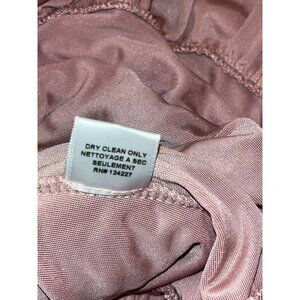 DRY CLEAN ONLY
NETTOYAGE A SEC
SEULEMENT
RN# 124227